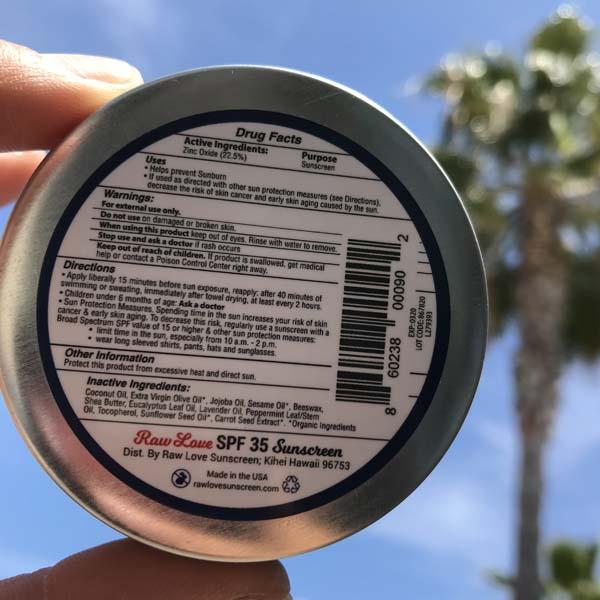 Drug Facts
Active Ingredients: Purpose
Zinc Oxide (22.5%) Sunscreen
Uses
• Helps prevent Sunburn
• If used as directed with other sun protection measures (see Directions),
decrease the risk of skin cancer and early skin aging caused by the sun.
Warnings:
For external use only.
Do not use on damaged or broken skin.
When using this product keep out of eyes. Rinse with water to remove.
Stop use and ask a doctor if rash occurs
Keep out of reach of children. If product is swallowed, get medical
help or contact a Poison Control Center right away.
Directions
• Apply liberally 15 minutes before sun exposure, reapply: after 40 minutes of
swimming or sweating, immediately after towel drying, at least every 2 hours.
• Children under 6 months of age: Ask a doctor
• Sun Protection Measures, Spending time in the sun increases your risk of skin
cancer & early skin aging. To decrease this risk, regularly use a sunscreen with a
Broad Spectrum SPF value of 15 or higher & other sun protection measures:
• limit time in the sun, especially from 10 a.m. - 2 p.m.
• wear long sleeved shirts, pants, hats and sunglasses.
Other Information
Protect this product from excessive heat and direct sun.
Inactive Ingredients:
Coconut Oil, Extra Virgin Olive Oil*, Jojoba Oil, Sesame Oil*, Beeswax,
Shea Butter, Eucalyptus Leaf Oil, Lavender Oil, Peppermint Leaf/Stem
Oil, Tocopherol, Sunflower Seed Oil*, Carrot Seed Extract*. *Organic Ingredients
Raw Love SPF 35 Sunscreen
Dist. By Raw Love Sunscreen; Kihei Hawaii 96753
Made in the USA
rawlovesunscreen.com
8 60238 00090 2
EXP:0320
LOT CODE: 867820
L279393